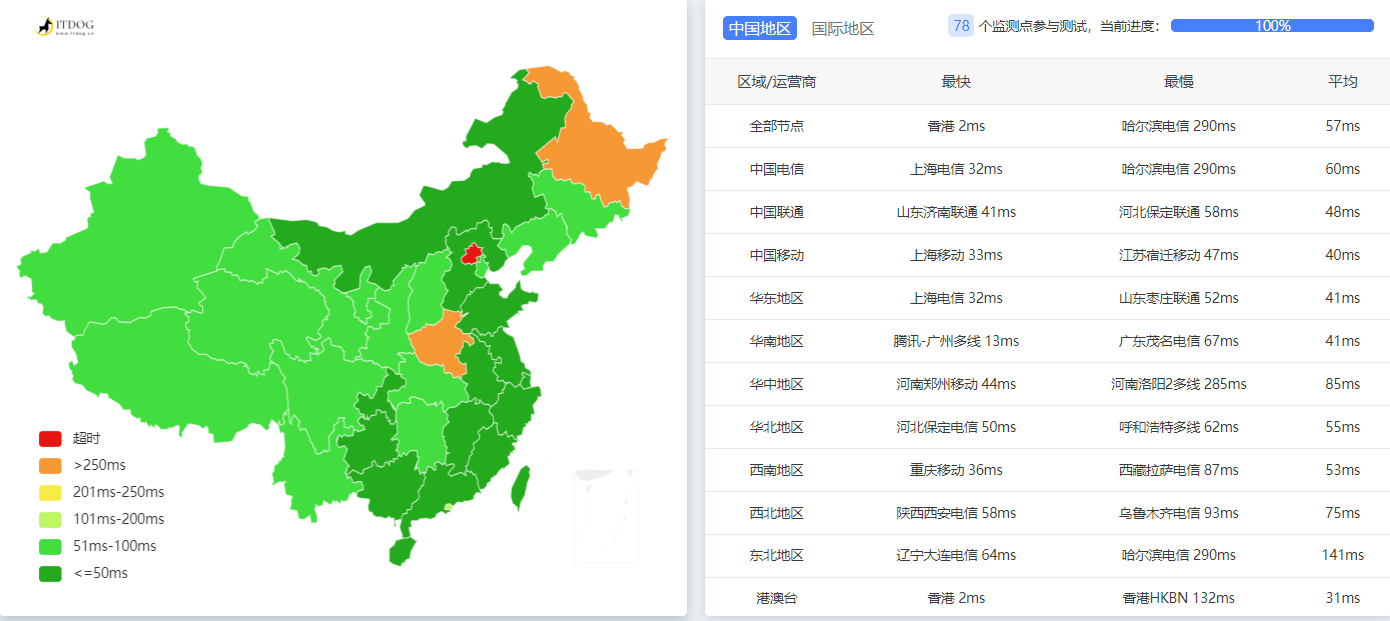 ITDOG
www.itdog.cn
超时
>250ms
201ms-250ms
101ms-200ms
51ms-100ms
<=50ms
中国地区 国际地区 78 个监测点参与测试，当前进度： 100%
区域/运营商 最快 最慢 平均
全部节点 香港 2ms 哈尔滨电信 290ms 57ms
中国电信 上海电信 32ms 哈尔滨电信 290ms 60ms
中国联通 山东济南联通 41ms 河北保定联通 58ms 48ms
中国移动 上海移动 33ms 江苏宿迁移动 47ms 40ms
华东地区 上海电信 32ms 山东枣庄联通 52ms 41ms
华南地区 腾讯-广州多线 13ms 广东茂名电信 67ms 41ms
华中地区 河南郑州移动 44ms 河南洛阳2多线 285ms 85ms
华北地区 河北保定电信 50ms 呼和浩特多线 62ms 55ms
西南地区 重庆移动 36ms 西藏拉萨电信 87ms 53ms
西北地区 陕西西安电信 58ms 乌鲁木齐电信 93ms 75ms
东北地区 辽宁大连电信 64ms 哈尔滨电信 290ms 141ms
港澳台 香港 2ms 香港HKBN 132ms 31ms